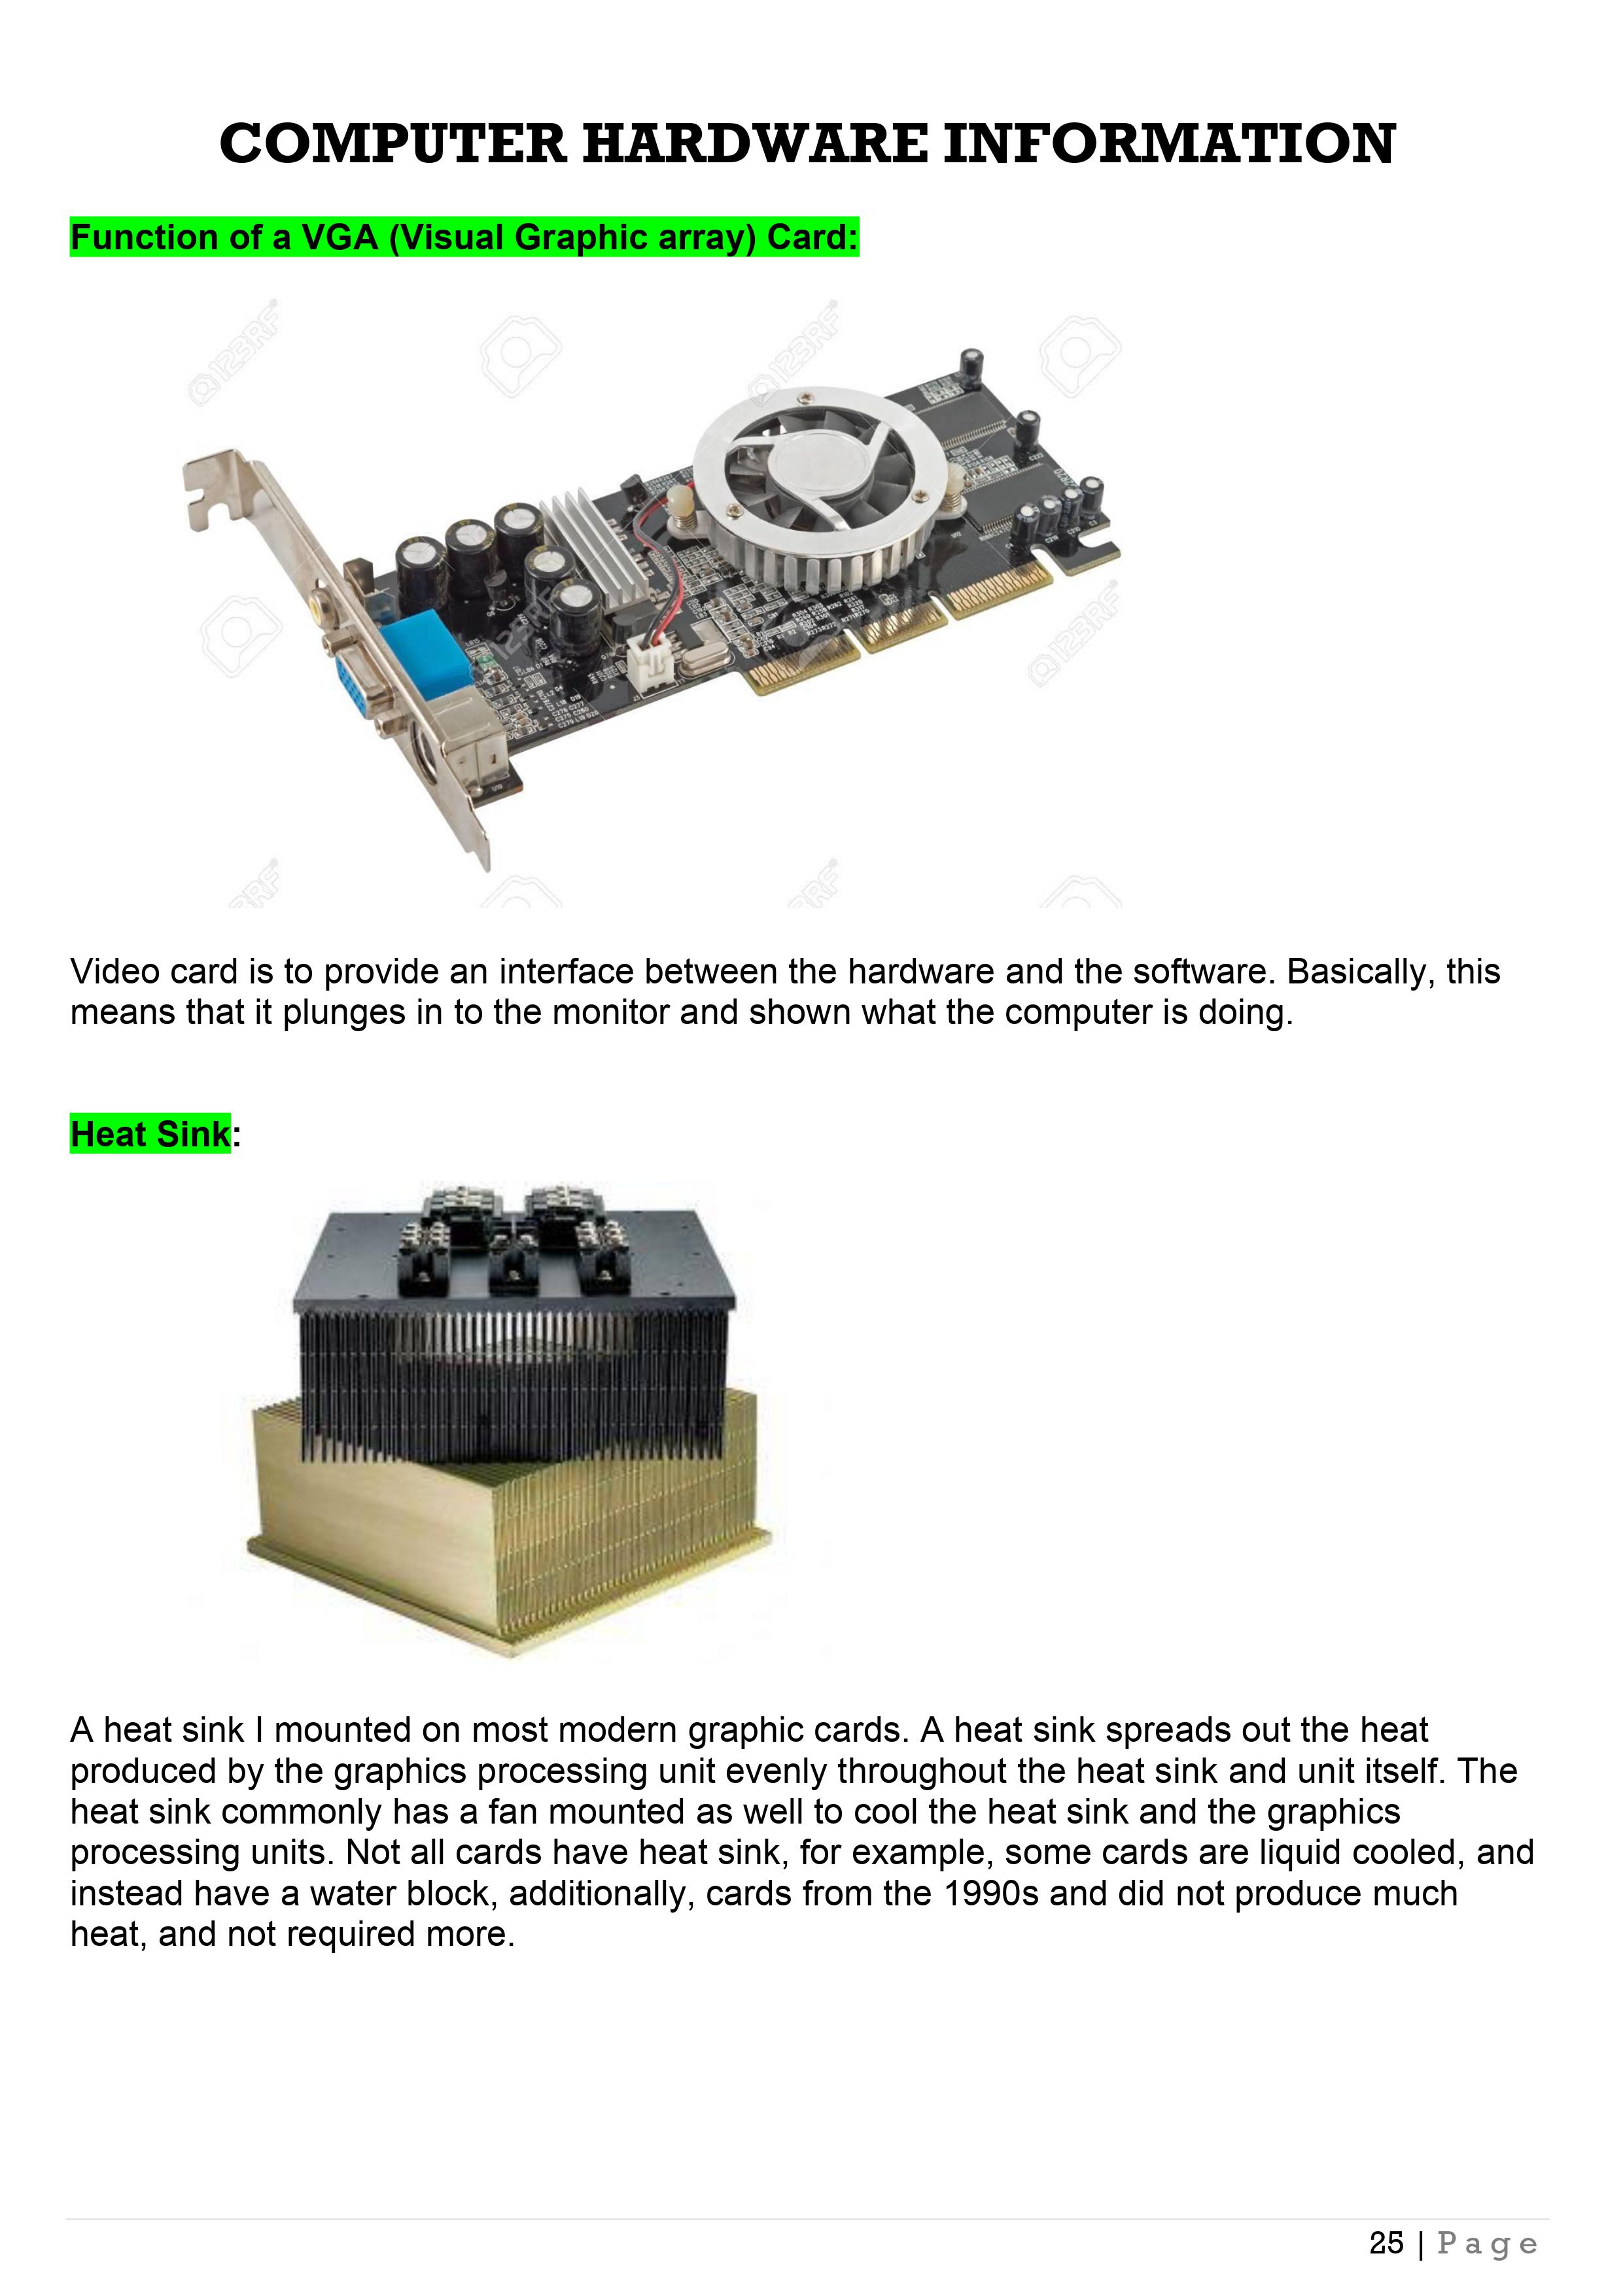 COMPUTER HARDWARE INFORMATION
Function of a VGA (Visual Graphic array) Card:
123RF
123RF
123RF
123RF
123RF
123RF
Video card is to provide an interface between the hardware and the software. Basically, this
means that it plunges in to the monitor and shown what the computer is doing.
Heat Sink:
A heat sink I mounted on most modern graphic cards. A heat sink spreads out the heat
produced by the graphics processing unit evenly throughout the heat sink and unit itself. The
heat sink commonly has a fan mounted as well to cool the heat sink and the graphics
processing units. Not all cards have heat sink, for example, some cards are liquid cooled, and
instead have a water block, additionally, cards from the 1990s and did not produce much
heat, and not required more.
25 | Page